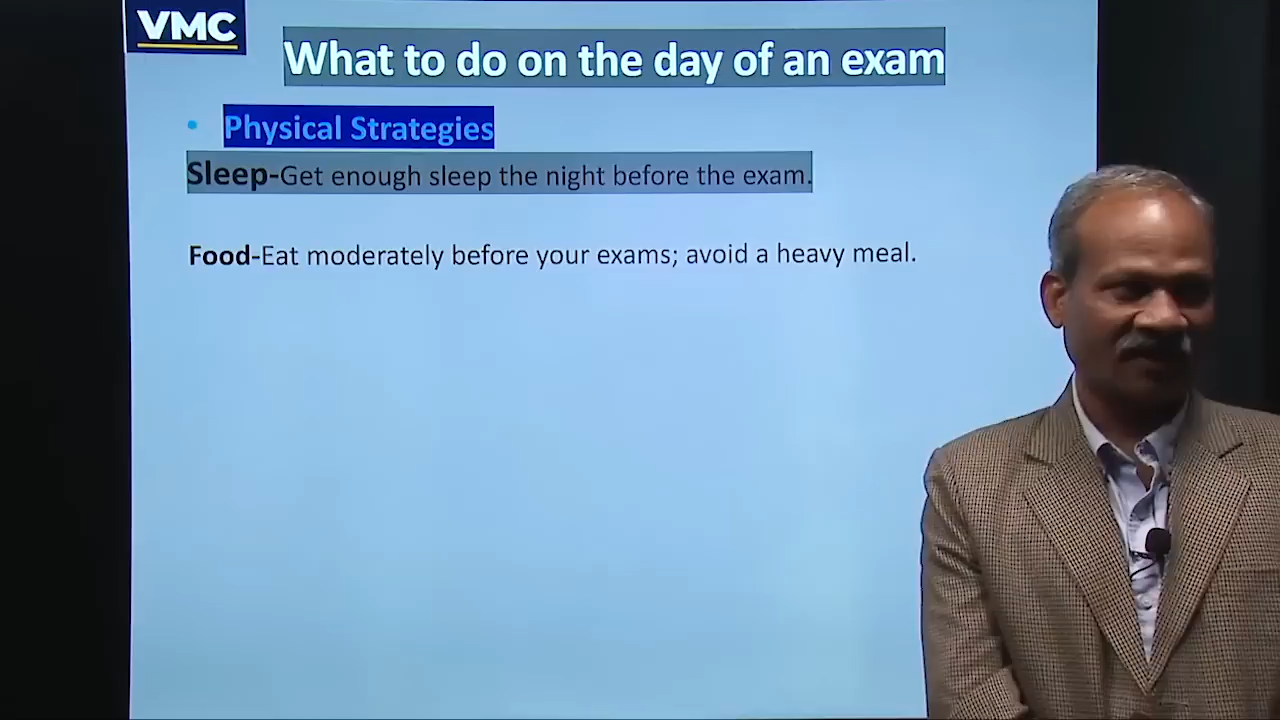 VMC
What to do on the day of an exam
• Physical Strategies
Sleep-Get enough sleep the night before the exam.
Food-Eat moderately before your exams; avoid a heavy meal.